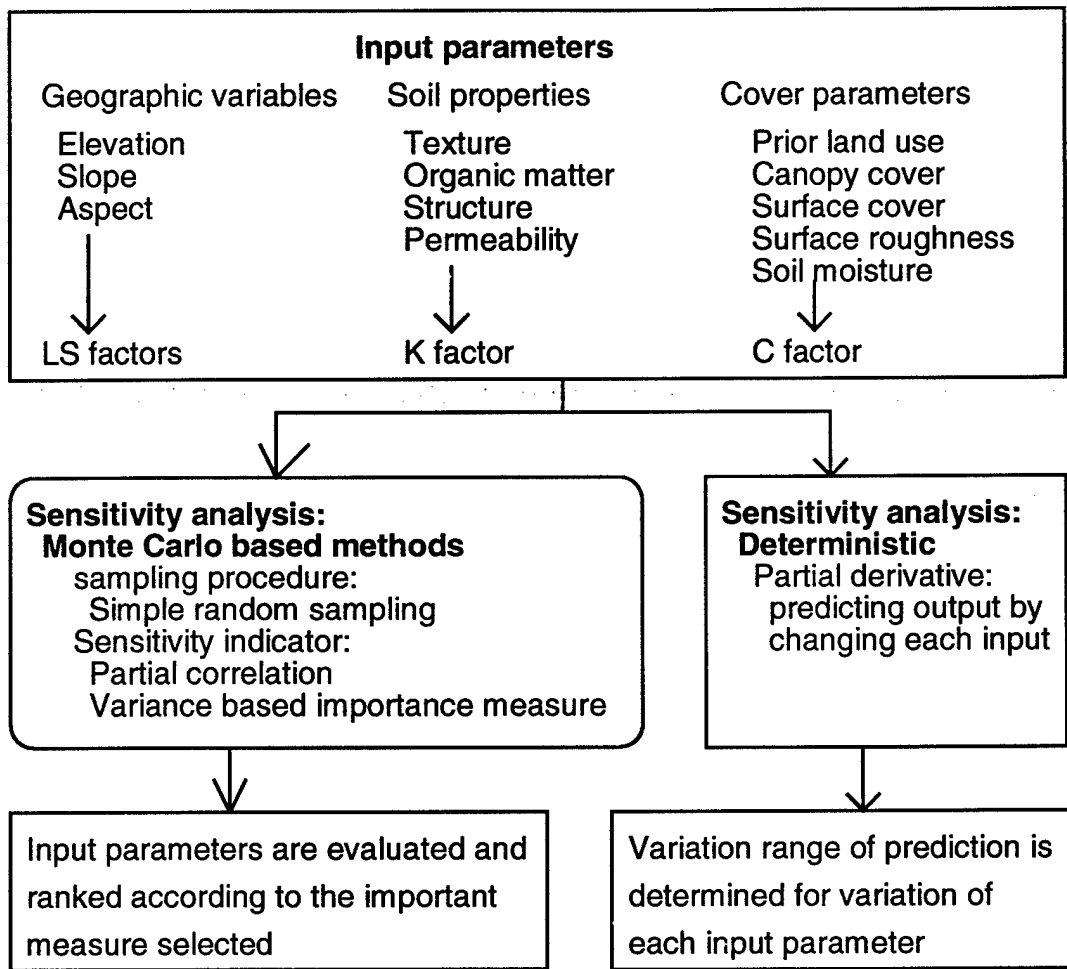 Input parameters
Geographic variables
Elevation
Slope
Aspect
LS factors
Soil properties
Texture
Organic matter
Structure
Permeability
K factor
Cover parameters
Prior land use
Canopy cover
Surface cover
Surface roughness
Soil moisture
C factor
Sensitivity analysis:
Monte Carlo based methods
sampling procedure:
Simple random sampling
Sensitivity indicator:
Partial correlation
Variance based importance measure
Sensitivity analysis:
Deterministic
Partial derivative:
predicting output by
changing each input
Input parameters are evaluated and
ranked according to the important
measure selected
Variation range of prediction is
determined for variation of
each input parameter